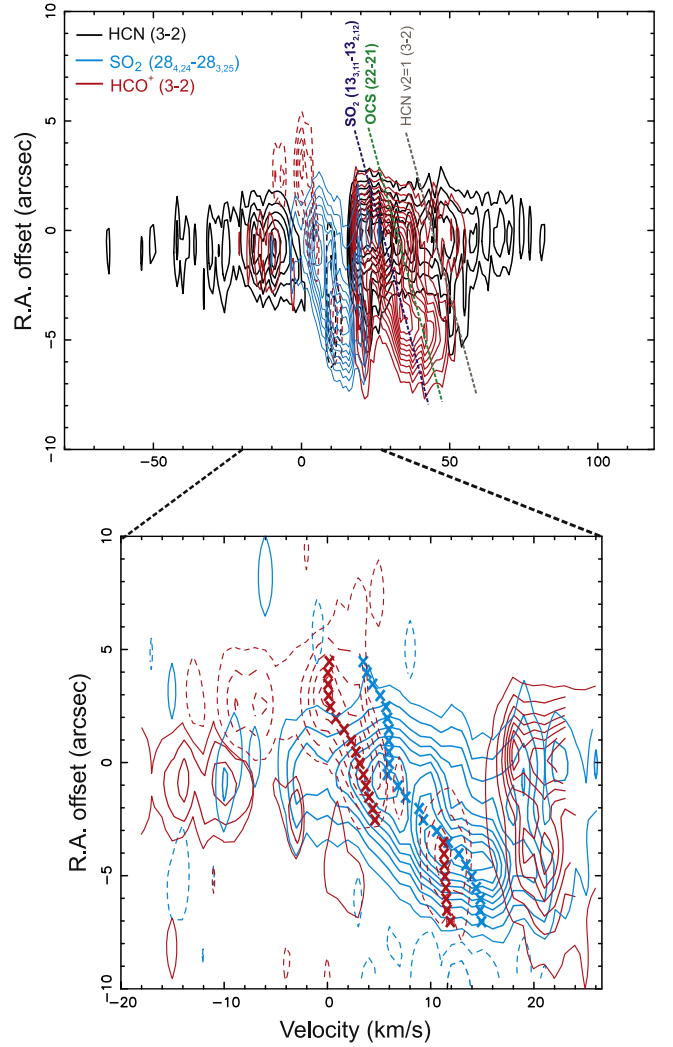 HCN (3-2)
SO₂ (28₄,₂₄-28₃,₂₅)
HCO⁺ (3-2)
SO₂ (13₃,₁₁-13₂,₁₂)
OCS (22-21)
HCN v2=1 (3-2)
R.A. offset (arcsec)
10
5
0
−5
−10
−50 0 50 100
R.A. offset (arcsec)
10
5
0
−5
−10
−20 −10 0 10 20
Velocity (km/s)